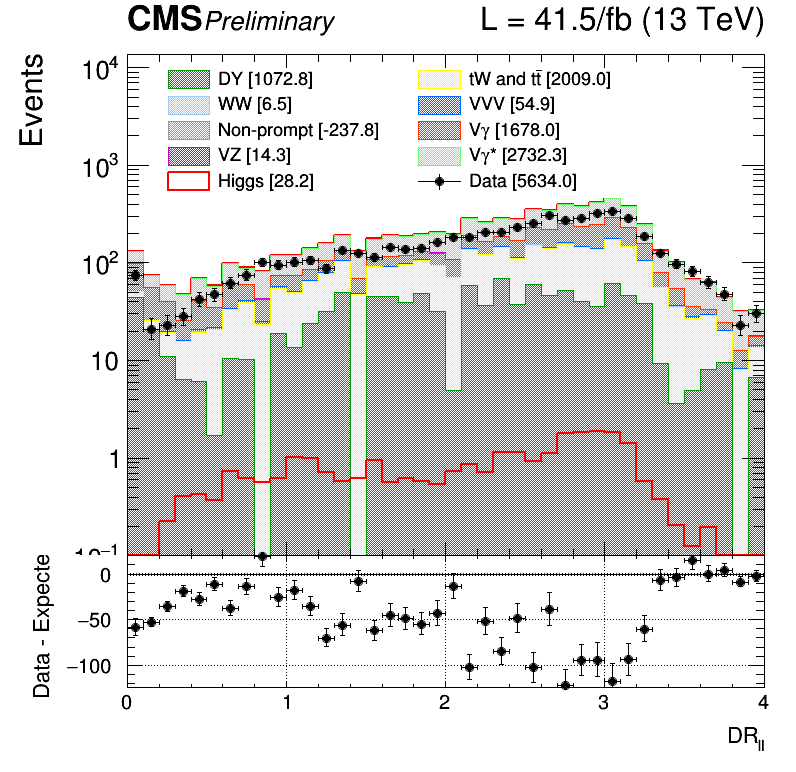 CMS Preliminary L = 41.5/fb (13 TeV)
Events
10⁴
10³
10²
10
1
10⁻¹
DY [1072.8]
WW [6.5]
Non-prompt [-237.8]
VZ [14.3]
Higgs [28.2]
tW and tt̄ [2009.0]
VVV [54.9]
Vγ [1678.0]
Vγ* [2732.3]
Data [5634.0]
Data - Expecte
0
−50
−100
0 1 2 3 4
DR_ll